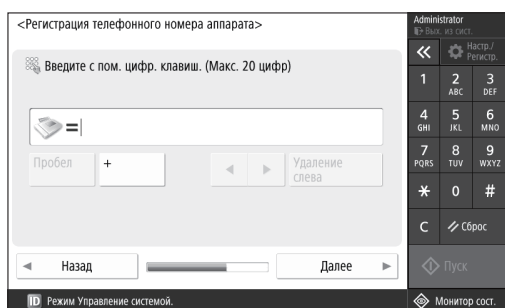 <Регистрация телефонного номера аппарата>
Введите с пом. цифр. клавиш. (Макс. 20 цифр)
=
Пробел
+
Удаление
слева
Назад
Далее
ID Режим Управление системой.
Administrator
Вых. из сист.
Настр./
Регистр.
1
2
ABC
3
DEF
4
GHI
5
JKL
6
MNO
7
PQRS
8
TUV
9
WXYZ
0
#
C
Сброс
Пуск
Монитор сост.